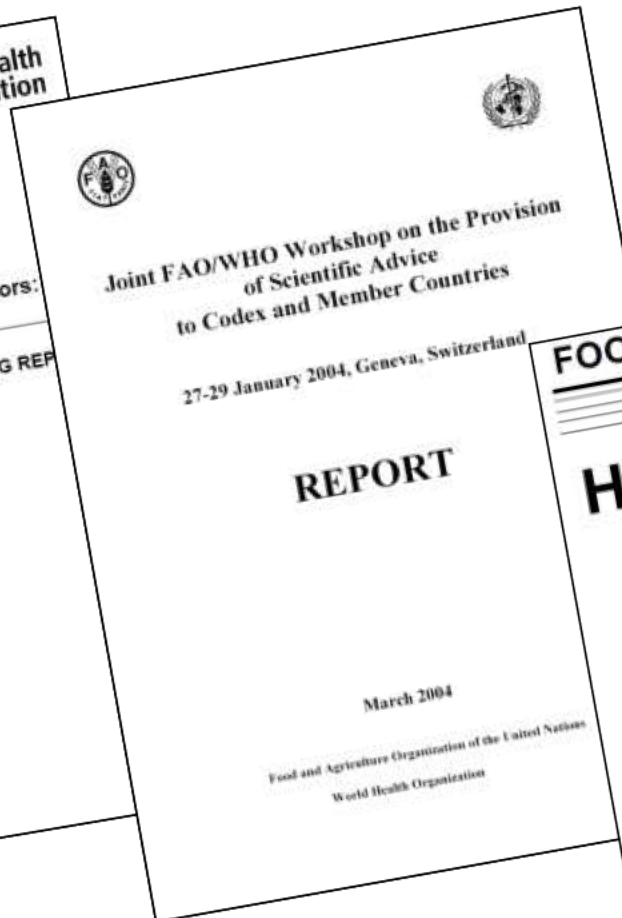 alth
tion
ors:
G REP
F A O
Joint FAO/WHO Workshop on the Provision
of Scientific Advice
to Codex and Member Countries
27-29 January 2004, Geneva, Switzerland
REPORT
March 2004
Food and Agriculture Organization of the United Nations
World Health Organization
FOO
H